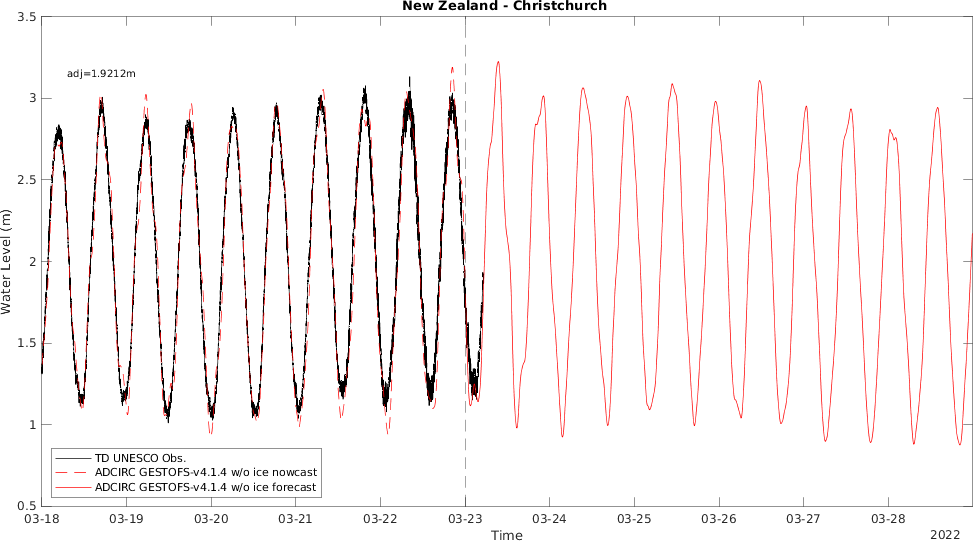 New Zealand - Christchurch
3.5
adj=1.9212m
3
2.5
2
1.5
1
0.5
Water Level (m)
TD UNESCO Obs.
ADCIRC GESTOFS-v4.1.4 w/o ice nowcast
ADCIRC GESTOFS-v4.1.4 w/o ice forecast
03-18 03-19 03-20 03-21 03-22 03-23 03-24 03-25 03-26 03-27 03-28
Time
2022